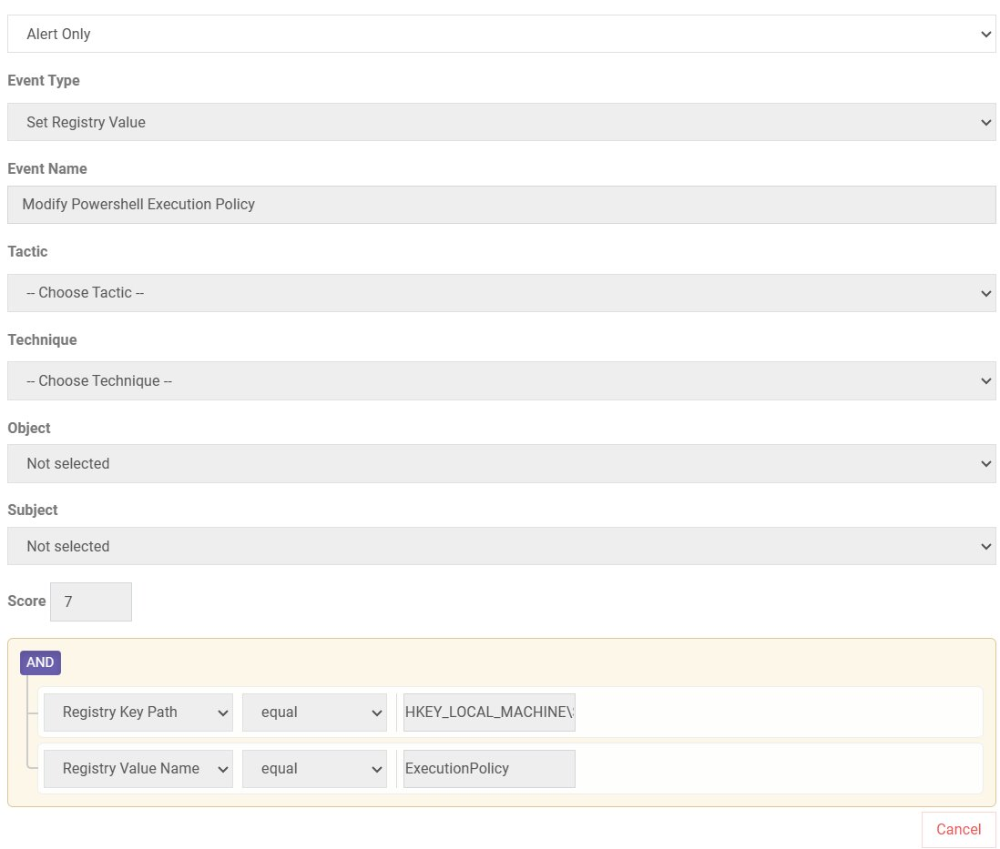 Alert Only
Event Type
Set Registry Value
Event Name
Modify Powershell Execution Policy
Tactic
-- Choose Tactic --
Technique
-- Choose Technique --
Object
Not selected
Subject
Not selected
Score 7
AND
Registry Key Path equal HKEY_LOCAL_MACHINE\
Registry Value Name equal ExecutionPolicy
Cancel